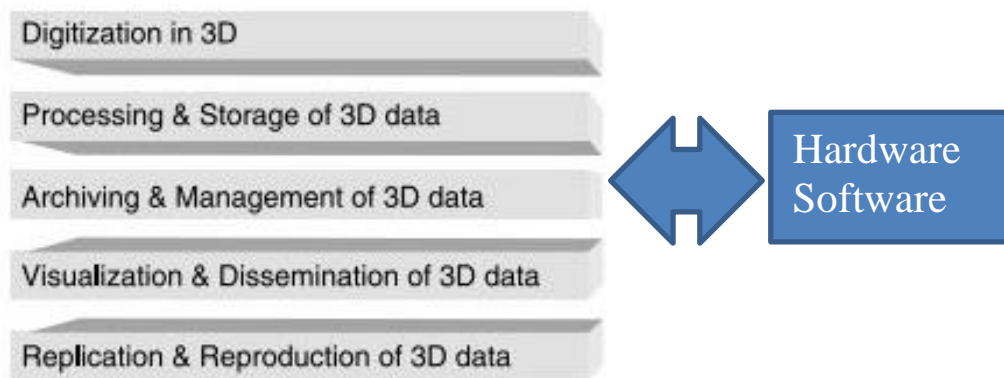 Digitization in 3D
Processing & Storage of 3D data
Archiving & Management of 3D data
Visualization & Dissemination of 3D data
Replication & Reproduction of 3D data
Hardware
Software